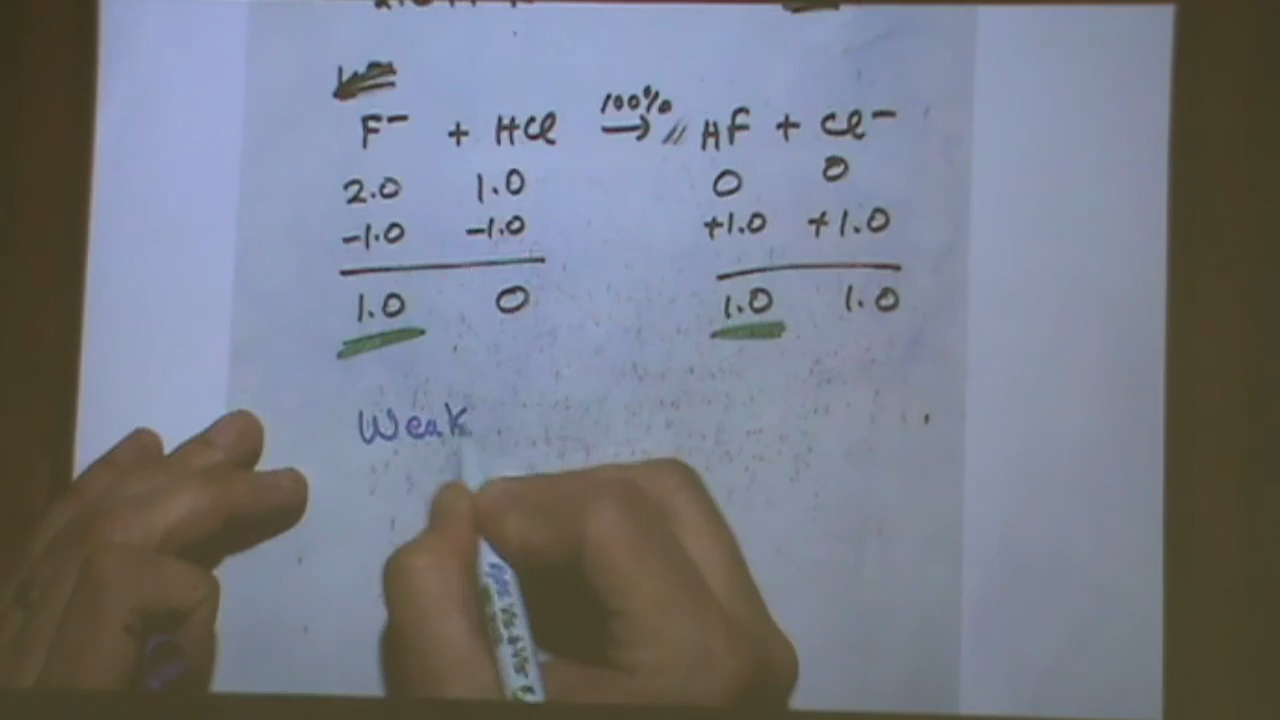 F⁻ + HCl 100% → HF + Cl⁻
2.0 1.0 0 0
-1.0 -1.0 +1.0 +1.0
1.0 0 1.0 1.0
Weak